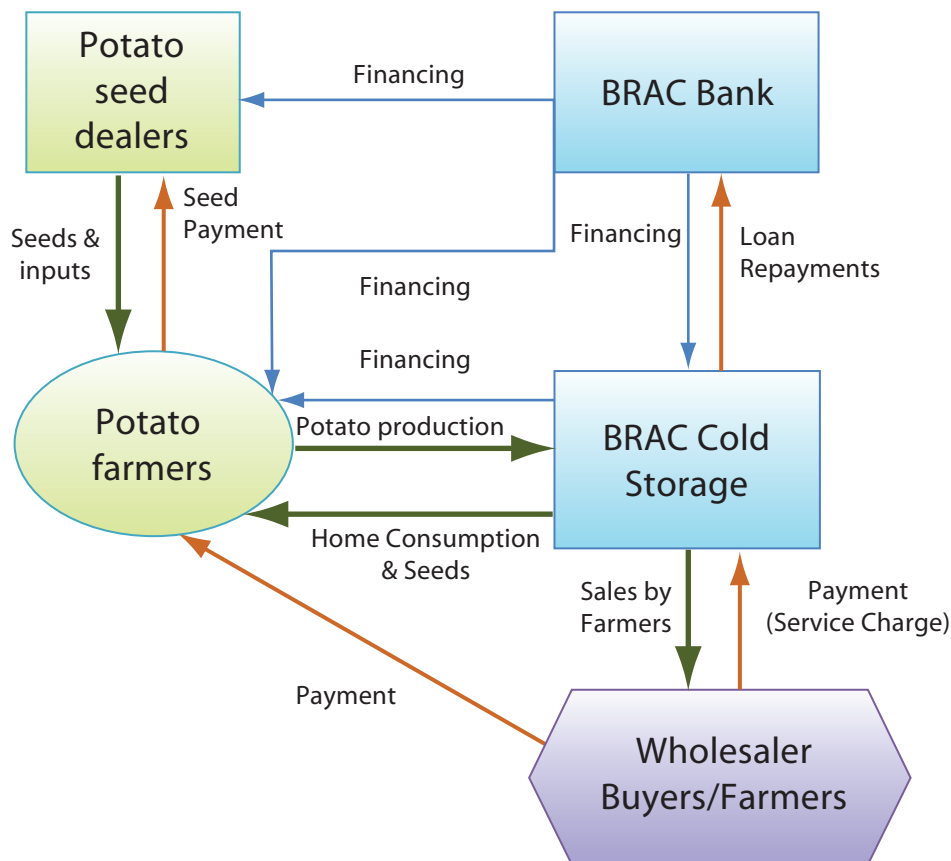 Potato
seed
dealers
Financing
BRAC Bank
Seed
Payment
Seeds &
inputs
Financing
Loan
Repayments
Financing
Financing
Potato
farmers
Potato production
BRAC Cold
Storage
Home Consumption
& Seeds
Sales by
Farmers
Payment
(Service Charge)
Payment
Wholesaler
Buyers/Farmers